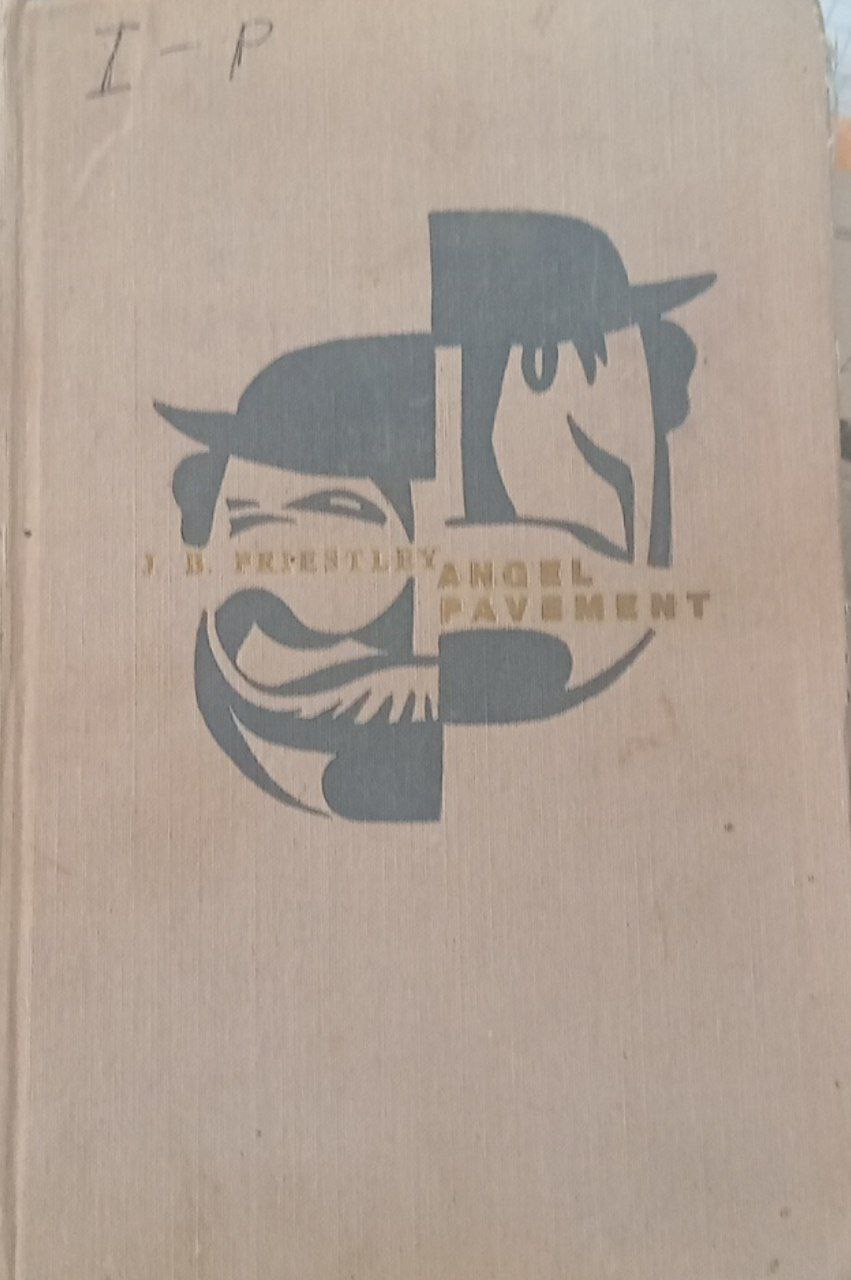 I - P
J. B. PRIESTLEY
ANGEL
PAVEMENT